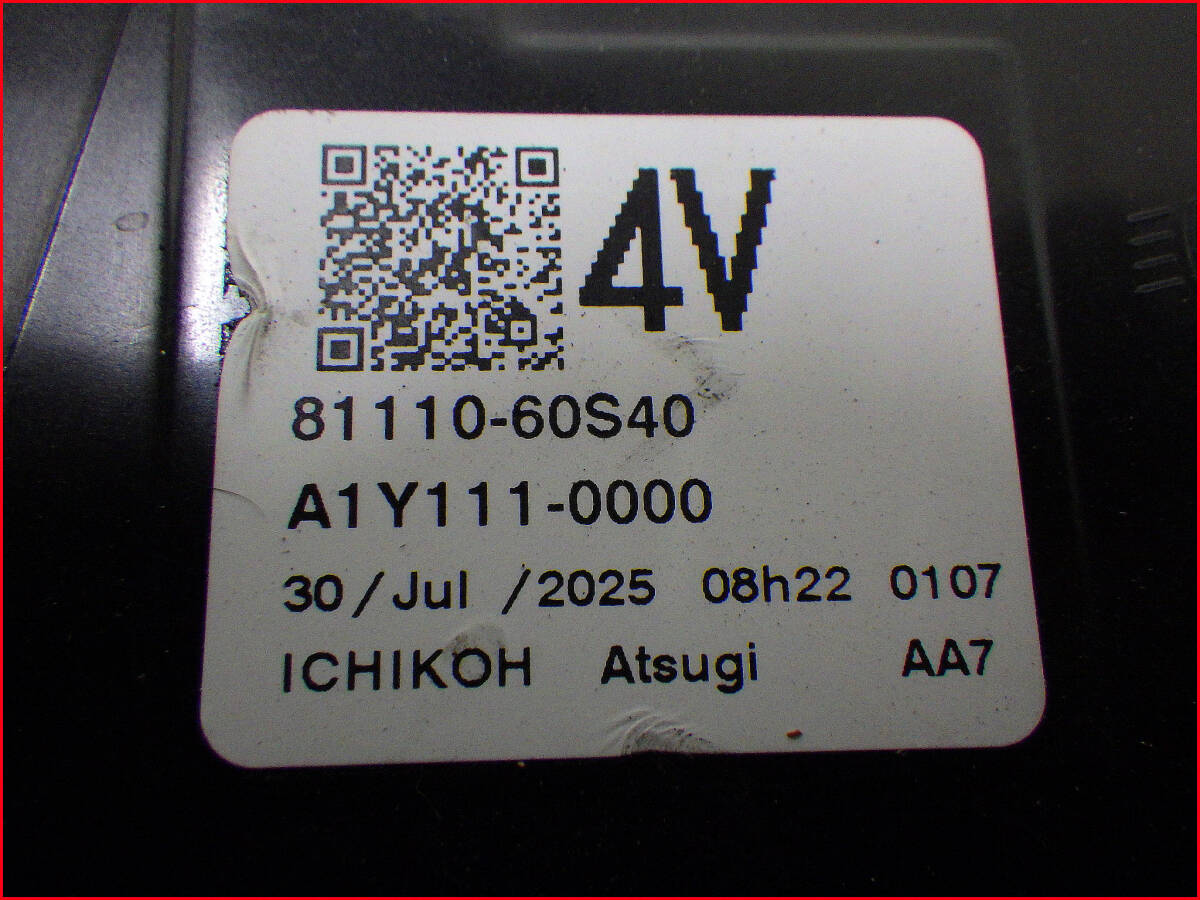 4V
81110-60S40
A1Y111-0000
30/Jul /2025 08h22 0107
ICHIKOH Atsugi AA7